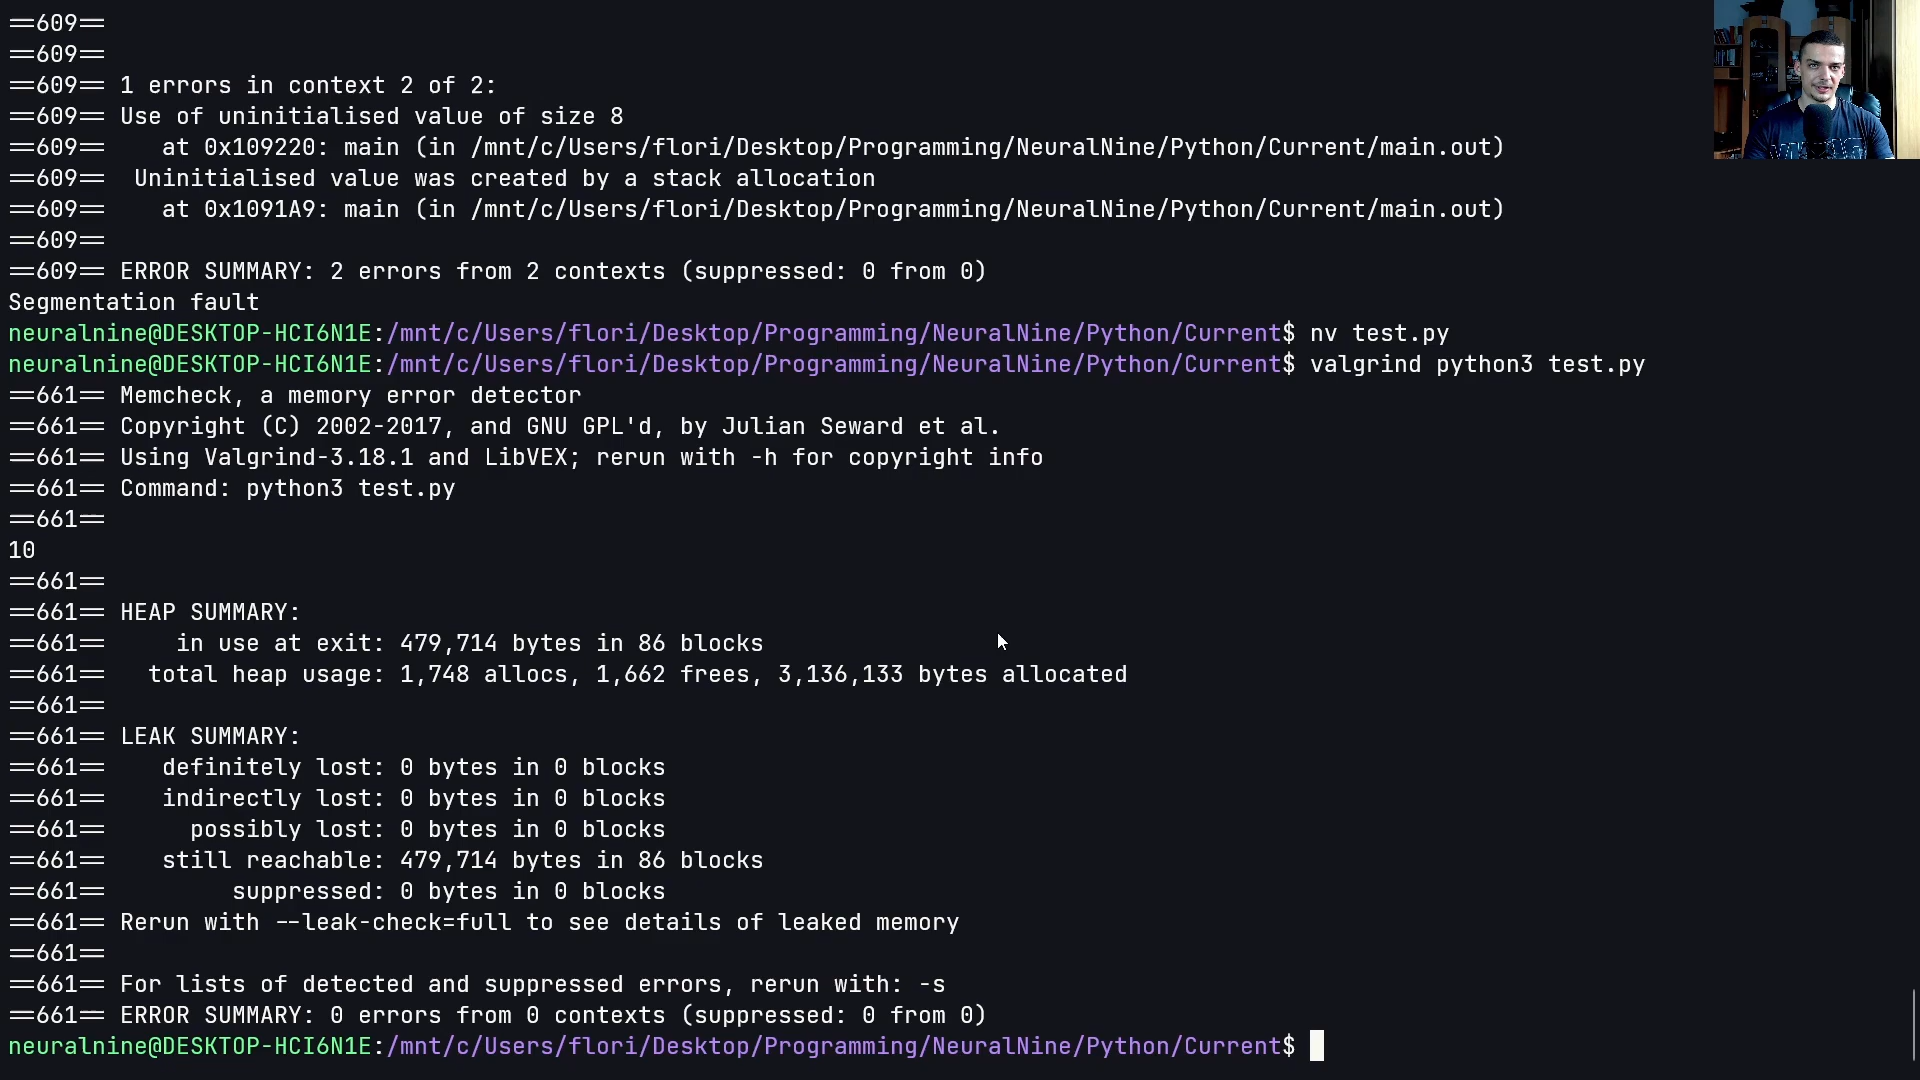 ==609==
==609==
==609== 1 errors in context 2 of 2:
==609== Use of uninitialised value of size 8
==609==    at 0x109220: main (in /mnt/c/Users/flori/Desktop/Programming/NeuralNine/Python/Current/main.out)
==609==  Uninitialised value was created by a stack allocation
==609==    at 0x1091A9: main (in /mnt/c/Users/flori/Desktop/Programming/NeuralNine/Python/Current/main.out)
==609==
==609== ERROR SUMMARY: 2 errors from 2 contexts (suppressed: 0 from 0)
Segmentation fault
neuralnine@DESKTOP-HCI6N1E:/mnt/c/Users/flori/Desktop/Programming/NeuralNine/Python/Current$ nv test.py
neuralnine@DESKTOP-HCI6N1E:/mnt/c/Users/flori/Desktop/Programming/NeuralNine/Python/Current$ valgrind python3 test.py
==661== Memcheck, a memory error detector
==661== Copyright (C) 2002-2017, and GNU GPL'd, by Julian Seward et al.
==661== Using Valgrind-3.18.1 and LibVEX; rerun with -h for copyright info
==661== Command: python3 test.py
==661==
10
==661==
==661== HEAP SUMMARY:
==661==     in use at exit: 479,714 bytes in 86 blocks
==661==   total heap usage: 1,748 allocs, 1,662 frees, 3,136,133 bytes allocated
==661==
==661== LEAK SUMMARY:
==661==    definitely lost: 0 bytes in 0 blocks
==661==    indirectly lost: 0 bytes in 0 blocks
==661==      possibly lost: 0 bytes in 0 blocks
==661==    still reachable: 479,714 bytes in 86 blocks
==661==         suppressed: 0 bytes in 0 blocks
==661== Rerun with --leak-check=full to see details of leaked memory
==661==
==661== For lists of detected and suppressed errors, rerun with: -s
==661== ERROR SUMMARY: 0 errors from 0 contexts (suppressed: 0 from 0)
neuralnine@DESKTOP-HCI6N1E:/mnt/c/Users/flori/Desktop/Programming/NeuralNine/Python/Current$